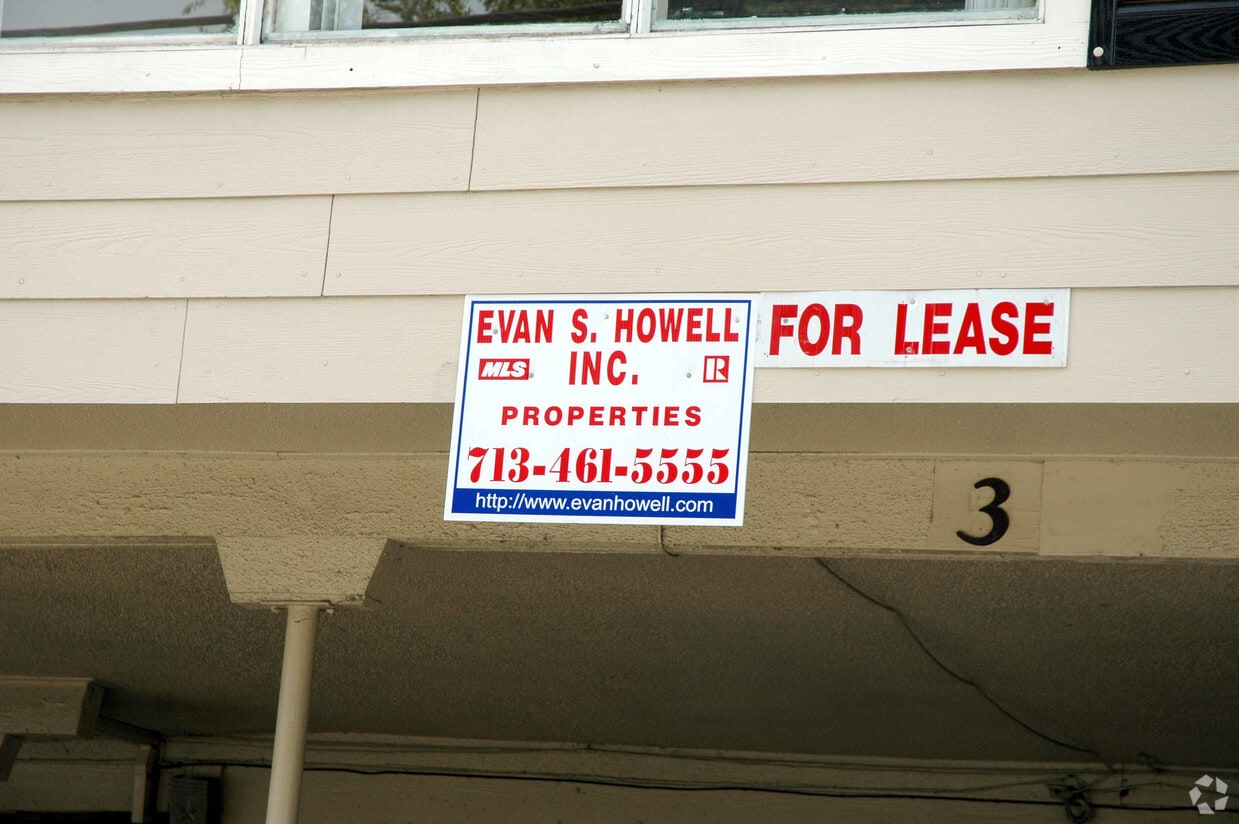 EVAN S. HOWELL
INC.
MLS R
PROPERTIES
713-461-5555
http://www.evanhowell.com
FOR LEASE
3